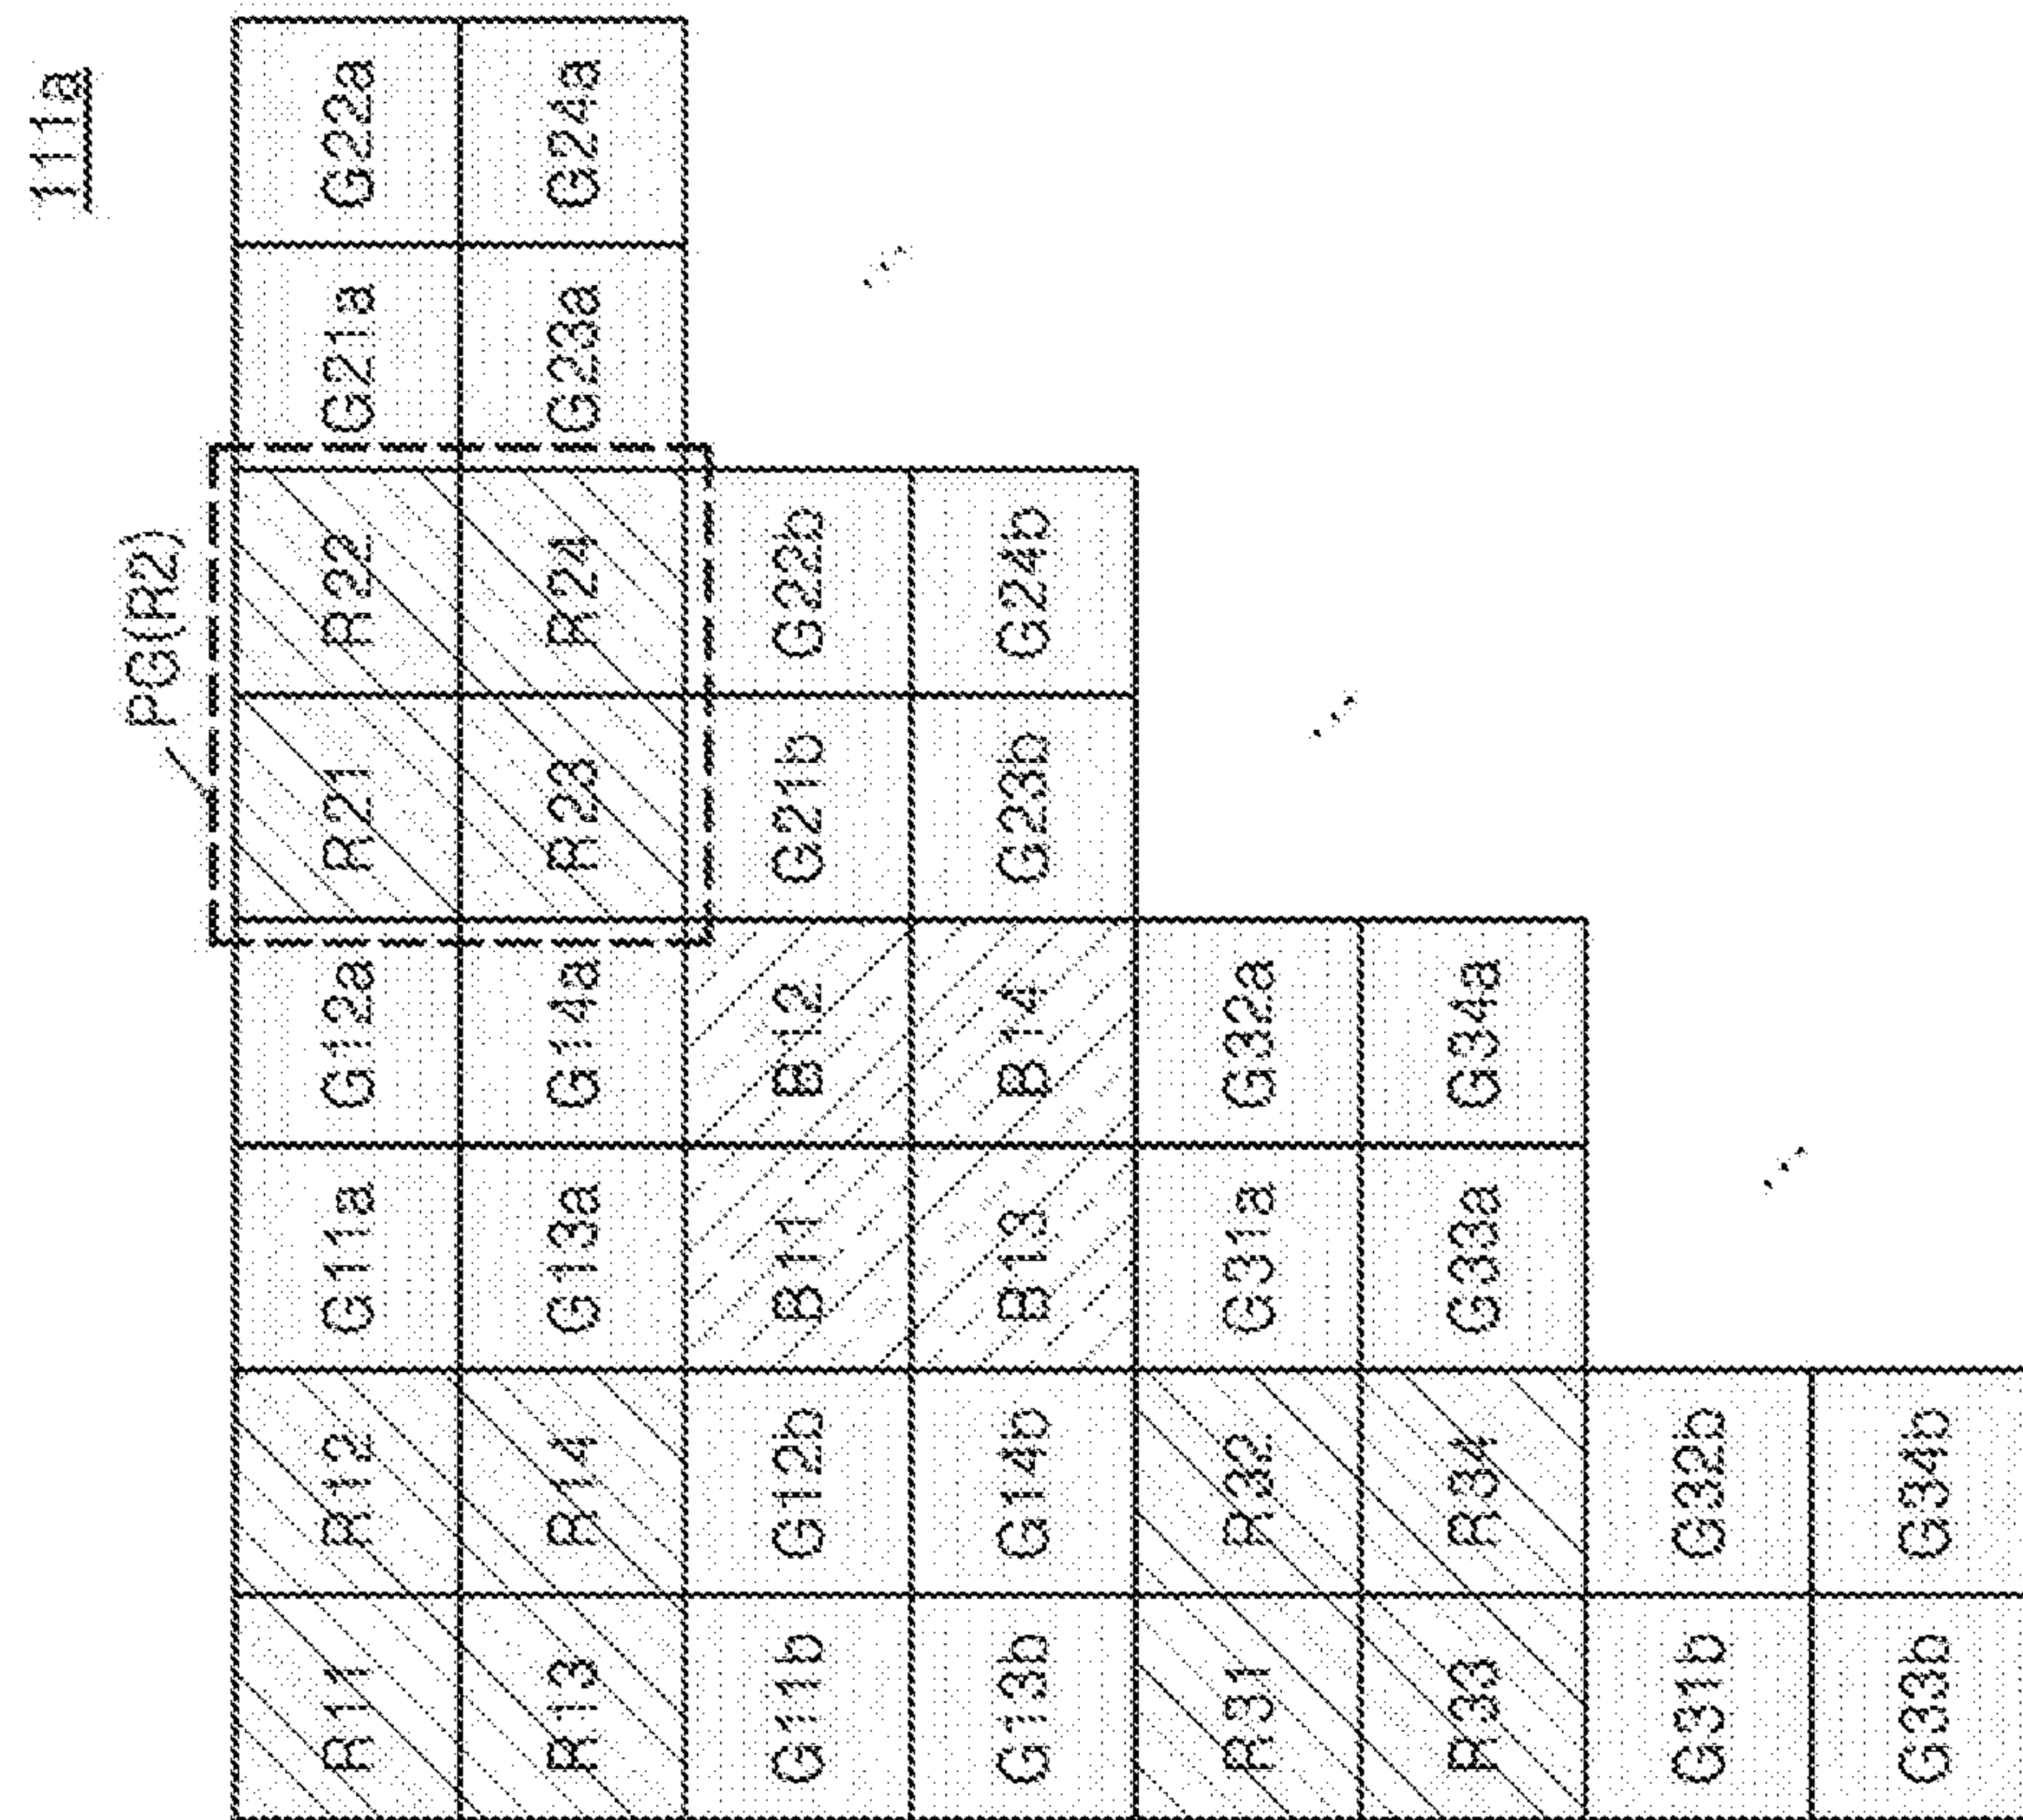 111a
PG(R2)
R11 R12 G11a G12a R21 R32 G21a G22a
R13 R14 G13a G14a R23 R24 G23a G24a
G11b G12b B11 B12 G21b G22b
G13b G14b B13 B14 G23b G24b
R31 R32 G31a G32a
R33 R34 G33a G34a
G31b G32b
G33b G34b